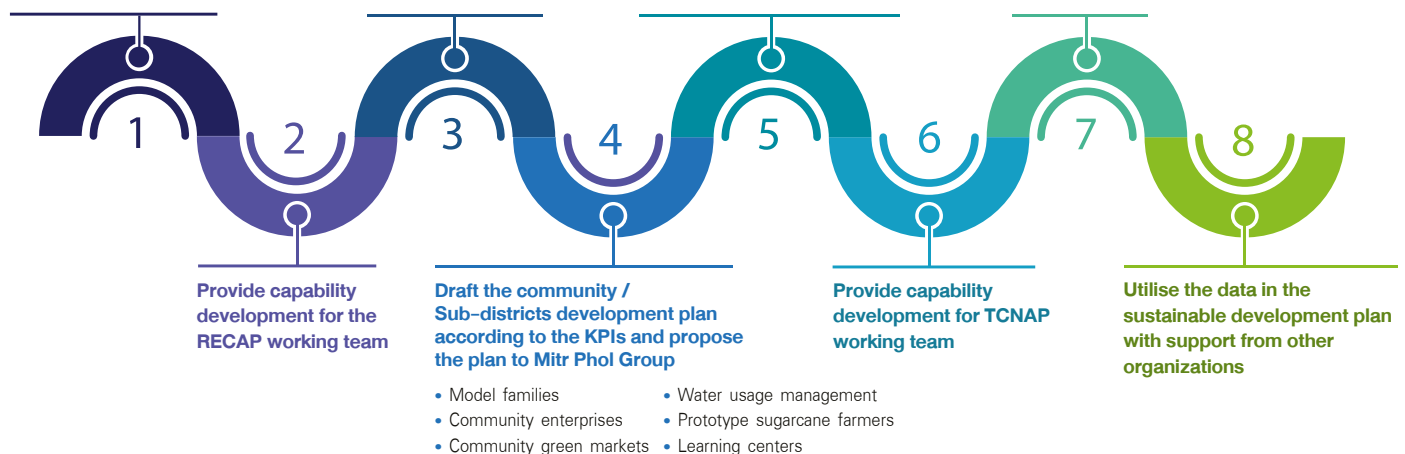 1
2
3
4
5
6
7
8
Provide capability
development for the
RECAP working team
Draft the community /
Sub-districts development plan
according to the KPIs and propose
the plan to Mitr Phol Group
• Model families
• Community enterprises
• Community green markets
• Water usage management
• Prototype sugarcane farmers
• Learning centers
Provide capability
development for TCNAP
working team
Utilise the data in the
sustainable development plan
with support from other
organizations